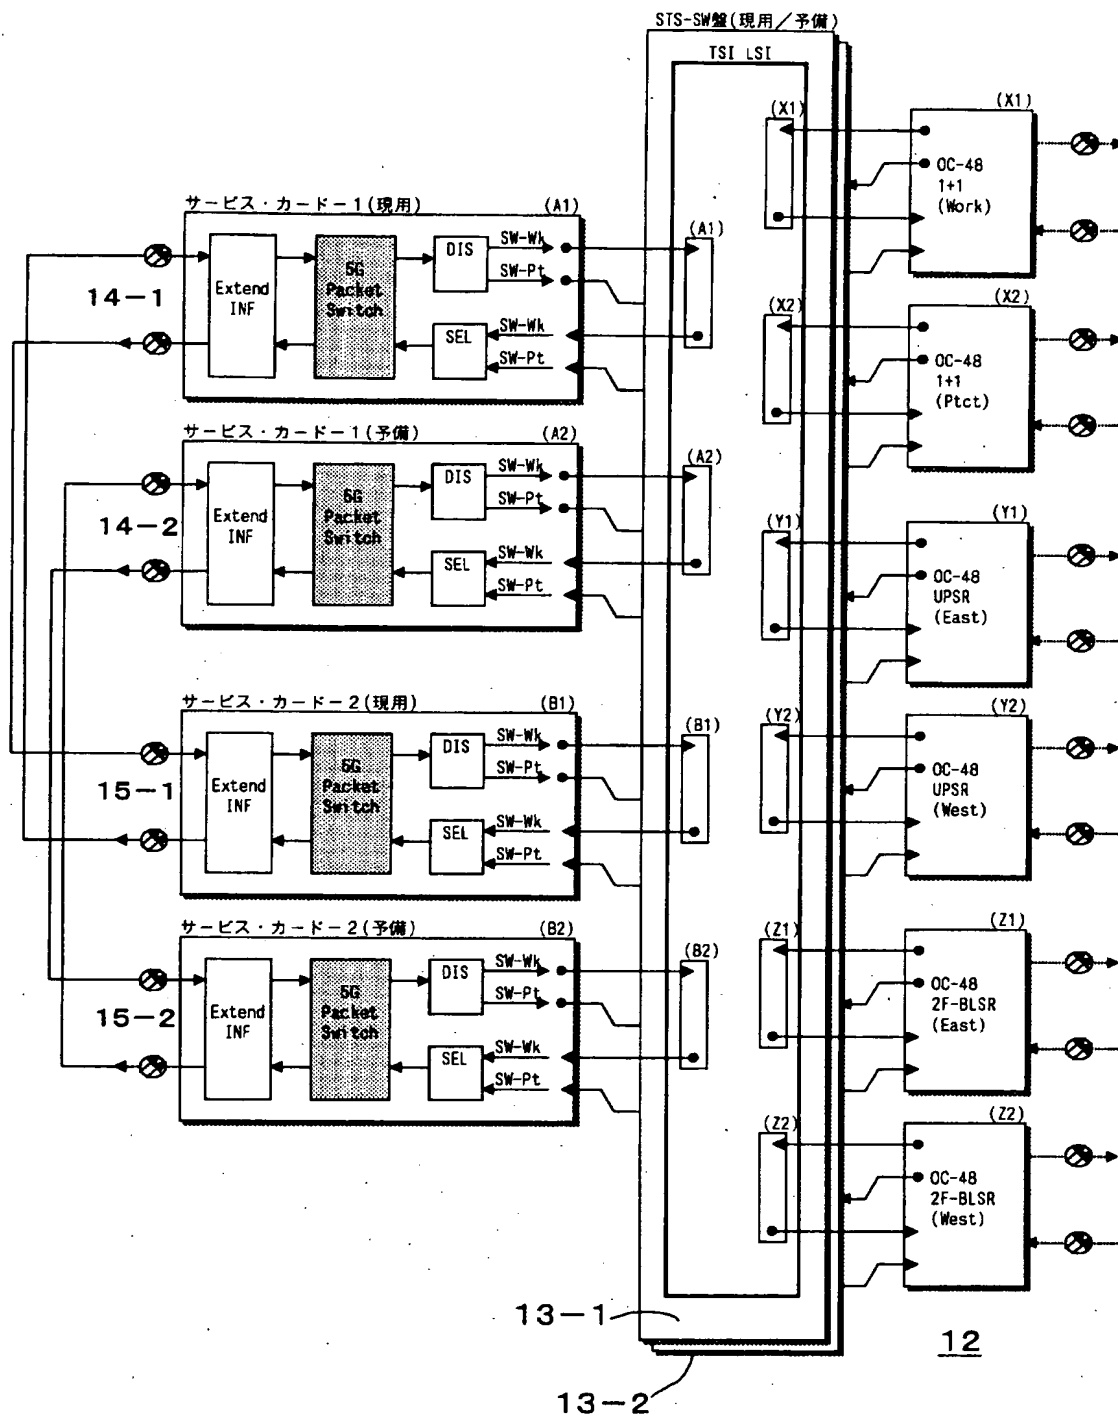 STS-SW盤(現用／予備)
TSI LSI
(X1)
(X1)
OC-48
1+1
(Work)
サービス・カード－1(現用)
(A1)
14－1
Extend
INF
5G
Packet
Switch
DIS
SW-Wk
SW-Pt
SEL
SW-Wk
SW-Pt
(A1)
(X2)
(X2)
OC-48
1+1
(Ptct)
サービス・カード－1(予備)
(A2)
14－2
Extend
INF
5G
Packet
Switch
DIS
SW-Wk
SW-Pt
SEL
SW-Wk
SW-Pt
(A2)
(Y1)
(Y1)
OC-48
UPSR
(East)
サービス・カード－2(現用)
(B1)
15－1
Extend
INF
5G
Packet
Switch
DIS
SW-Wk
SW-Pt
SEL
SW-Wk
SW-Pt
(B1)
(Y2)
(Y2)
OC-48
UPSR
(West)
サービス・カード－2(予備)
(B2)
15－2
Extend
INF
5G
Packet
Switch
DIS
SW-Wk
SW-Pt
SEL
SW-Wk
SW-Pt
(B2)
(Z1)
(Z1)
OC-48
2F-BLSR
(East)
(Z2)
(Z2)
OC-48
2F-BLSR
(West)
13－1
12
13－2